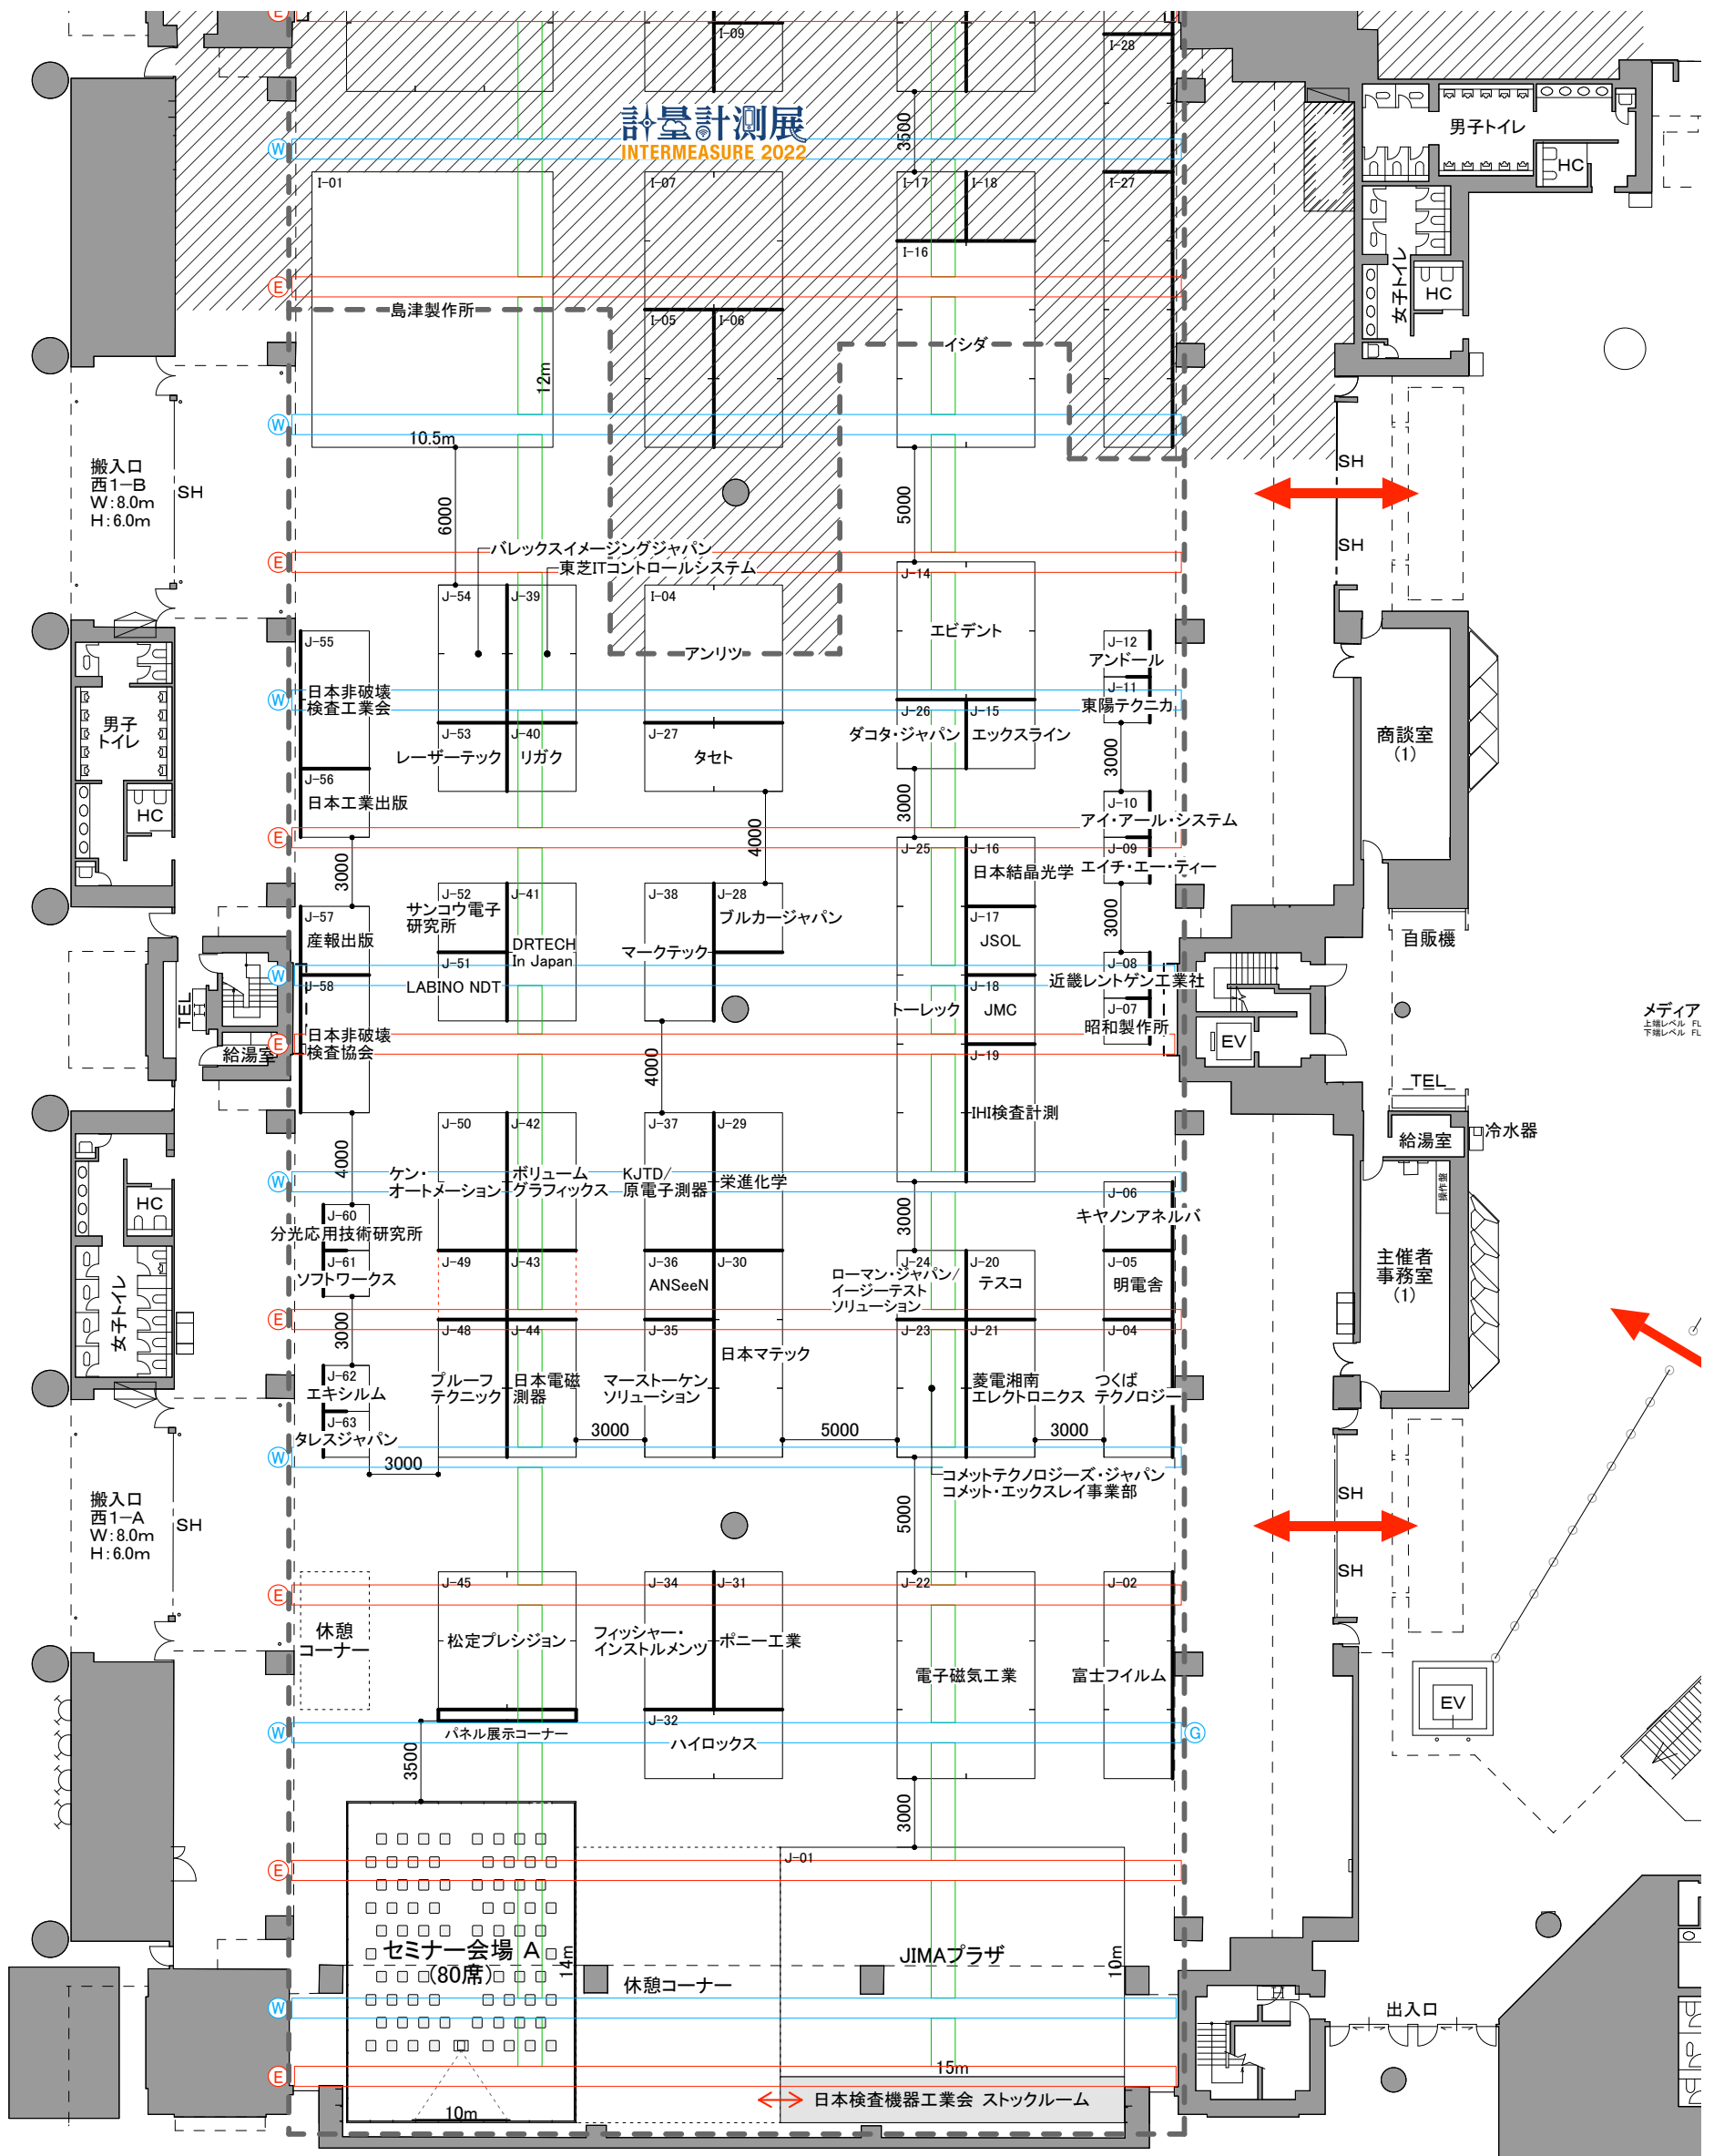 E
I-09
I-28
計量計測展
INTERMEASURE 2022
3500
W
男子トイレ
HC
I-01
I-07
I-17
I-18
I-27
I-16
女子トイレ
HC
E
島津製作所
I-05
I-06
イシダ
12m
10.5m
W
搬入口
西1-B
W:8.0m
H:6.0m
SH
SH
6000
5000
SH
バレックスイメージングジャパン
東芝ITコントロールシステム
E
J-14
J-54
J-39
I-04
エビデント
J-55
J-12
アンドール
アンリツ
J-11
東陽テクニカ
日本非破壊
検査工業会
W
J-26
J-15
J-53
J-40
J-27
男子
トイレ
ダコタ・ジャパン
エックスライン
商談室
(1)
レーザーテック
リガク
タセト
3000
J-56
日本工業出版
HC
3000
4000
J-10
アイ・アール・システム
E
J-25
J-16
J-09
日本結晶光学
エイチ・エー・ティー
3000
J-52
J-41
J-38
J-28
サンコウ電子
研究所
ブルカージャパン
J-57
産報出版
J-17
JSOL
3000
自販機
DRTECH
In Japan
マークテック
J-51
LABINO NDT
J-08
近畿レントゲン工業社
W
J-58
J-18
JMC
トーレック
J-07
昭和製作所
TEL
メディア
上端レベル FL
下端レベル FL
日本非破壊
検査協会
給湯室
E
EV
J-19
4000
TEL
J-50
J-42
J-37
J-29
IHI検査計測
給湯室
冷水器
4000
ケン・
オートメーション
ボリューム
グラフィックス
KJTD/
原電子測器
栄進化学
W
HC
J-06
キヤノンアネルバ
操作盤
3000
J-60
分光応用技術研究所
J-61
ソフトワークス
J-49
J-43
J-36
ANSeeN
J-30
J-24
ローマン・ジャパン/
イージーテスト
ソリューション
J-20
テスコ
J-05
明電舎
主催者
事務室
(1)
女子トイレ
E
3000
J-48
J-44
J-35
J-23
J-21
J-04
日本マテック
J-62
エキシルム
プルーフ
テクニック
日本電磁
測器
マーストーケン
ソリューション
菱電湘南
エレクトロニクス
つくば
テクノロジー
J-63
タレスジャパン
3000
5000
3000
W
3000
コメットテクノロジーズ・ジャパン
コメット・エックスレイ事業部
搬入口
西1-A
W:8.0m
H:6.0m
SH
SH
5000
SH
J-45
J-34
J-31
J-22
J-02
E
休憩
コーナー
松定プレシジョン
フィッシャー・
インストルメンツ
ポニー工業
電子磁気工業
富士フイルム
EV
J-32
ハイロックス
パネル展示コーナー
W
G
3500
3000
J-01
E
セミナー会場 A
(80席)
14m
JIMAプラザ
10m
休憩コーナー
W
出入口
15m
E
日本検査機器工業会 ストックルーム
10m